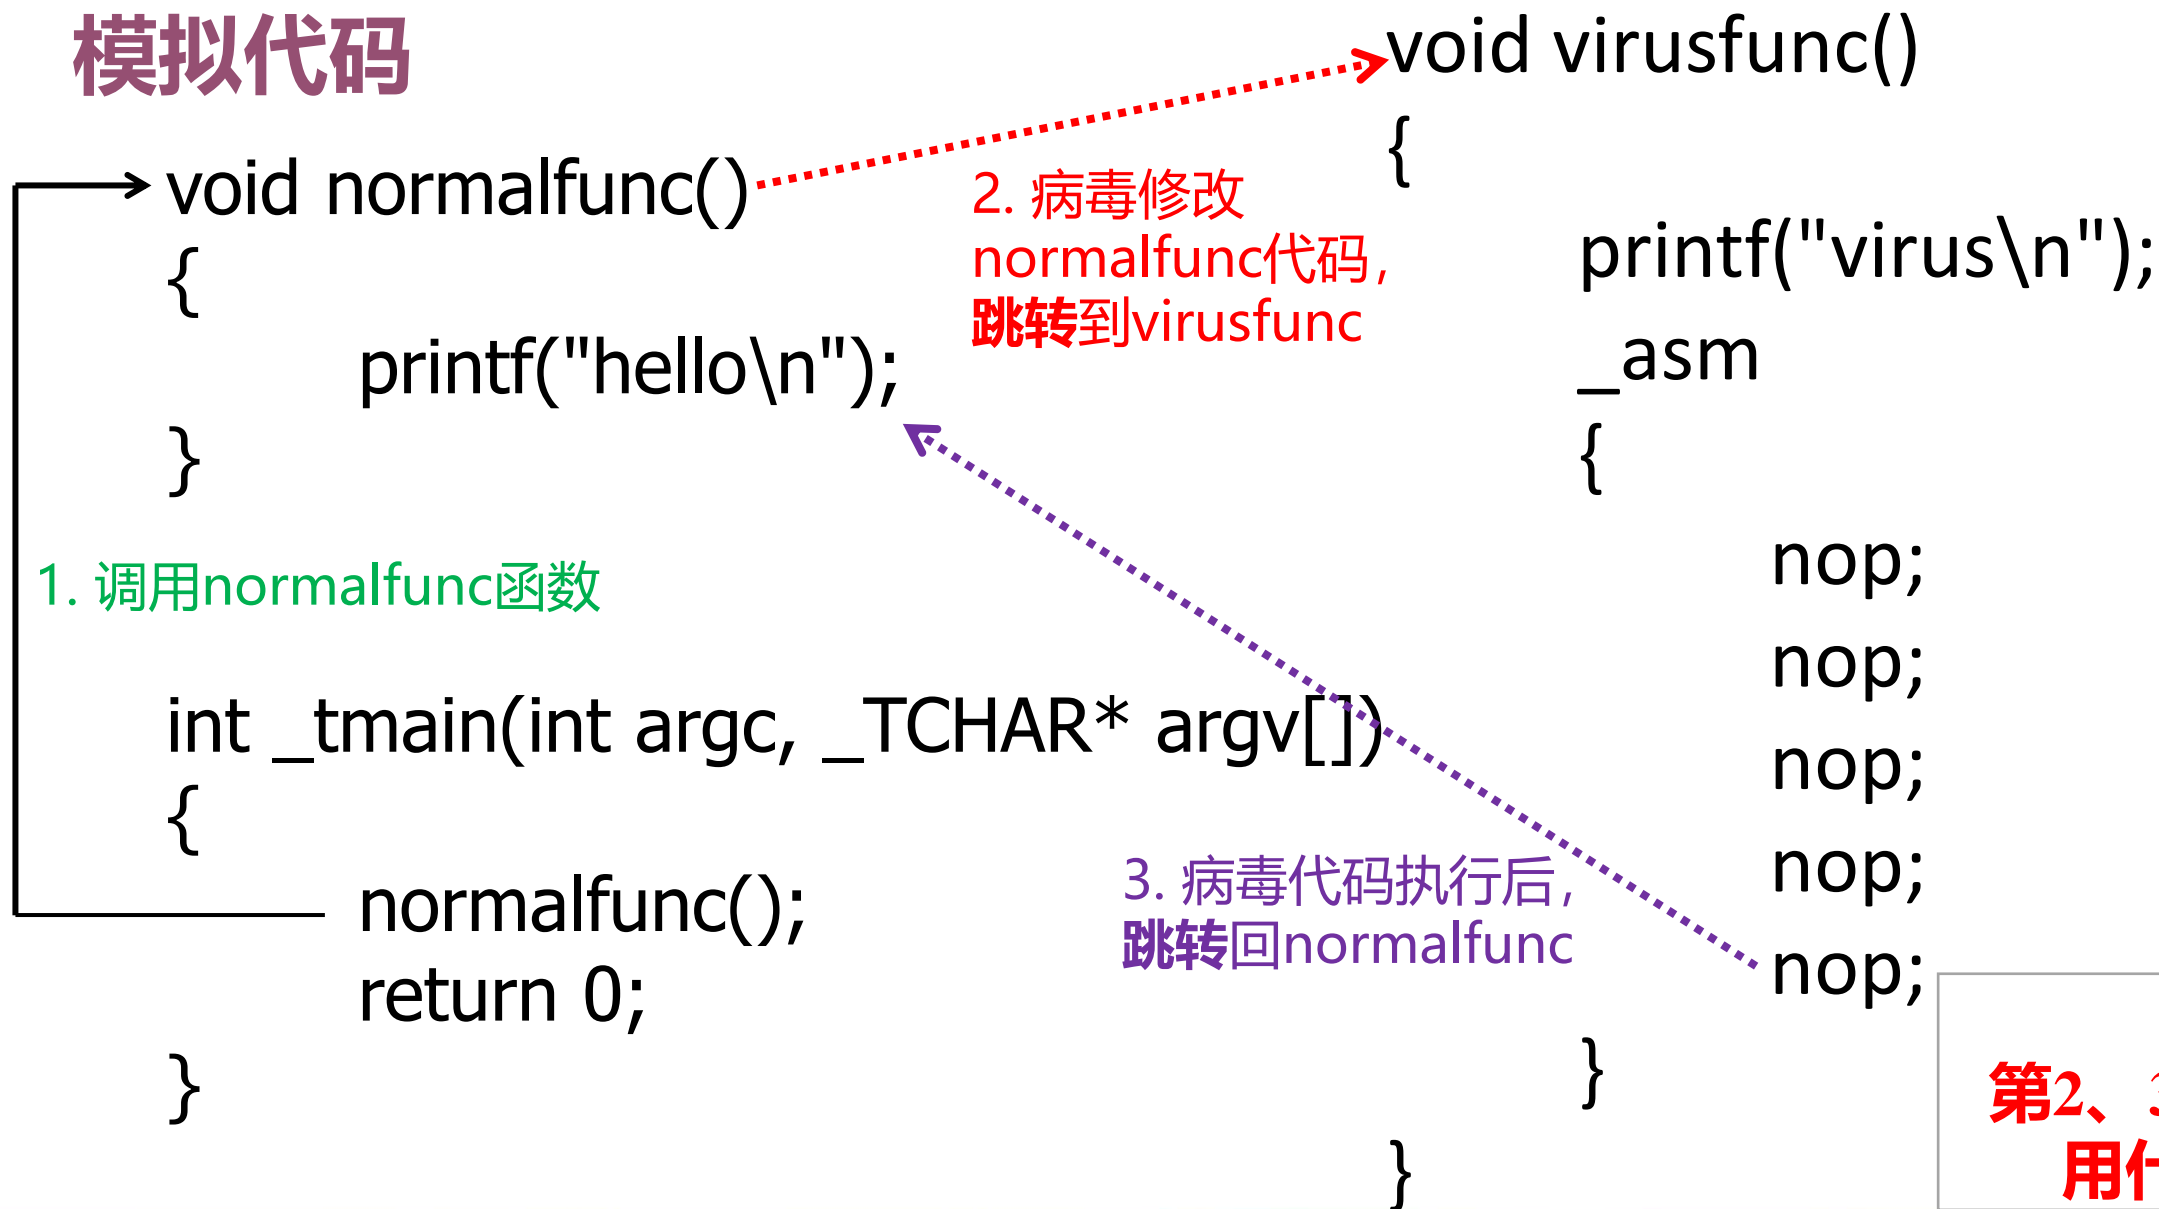 模拟代码
void normalfunc()
{
printf("hello\n");
}
1. 调用normalfunc函数
int _tmain(int argc, _TCHAR* argv[])
{
normalfunc();
return 0;
}
2. 病毒修改
normalfunc代码，
跳转到virusfunc
3. 病毒代码执行后，
跳转回normalfunc
void virusfunc()
{
printf("virus\n");
_asm
{
nop;
nop;
nop;
nop;
nop;
}
}
第2、3
用